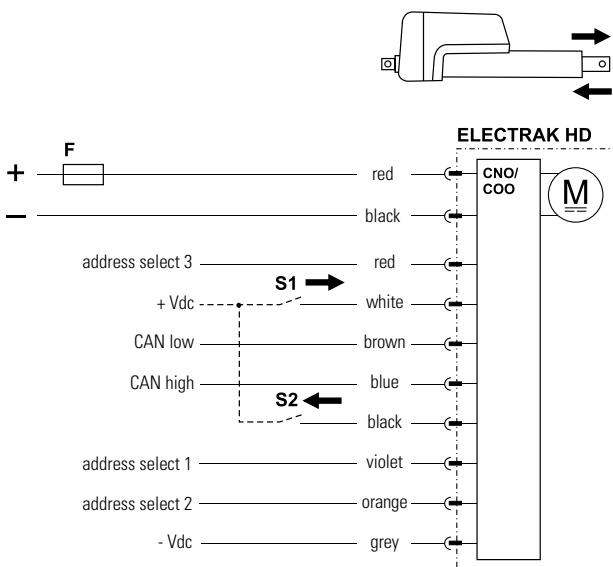 ELECTRAK HD
F
+ red CNO/
COO
M
− black
address select 3 red
S1
+ Vdc white
CAN low brown
CAN high blue
S2
black
address select 1 violet
address select 2 orange
- Vdc grey